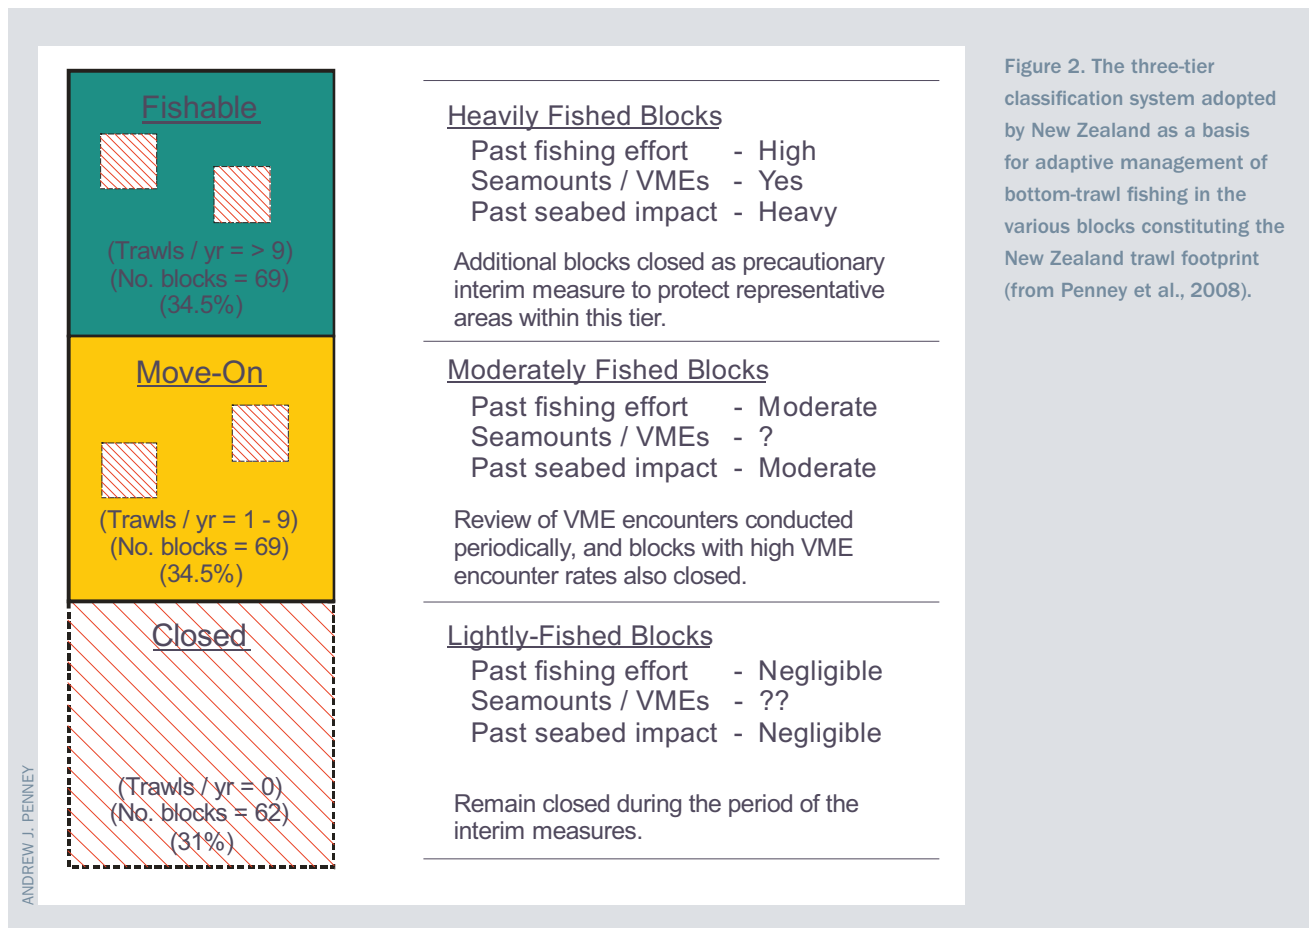 Fishable
(Trawls / yr = > 9)
(No. blocks = 69)
(34.5%)
Move-On
(Trawls / yr = 1 - 9)
(No. blocks = 69)
(34.5%)
Closed
(Trawls / yr = 0)
(No. blocks = 62)
(31%)
Heavily Fished Blocks
Past fishing effort - High
Seamounts / VMEs - Yes
Past seabed impact - Heavy
Additional blocks closed as precautionary
interim measure to protect representative
areas within this tier.
Moderately Fished Blocks
Past fishing effort - Moderate
Seamounts / VMEs - ?
Past seabed impact - Moderate
Review of VME encounters conducted
periodically, and blocks with high VME
encounter rates also closed.
Lightly-Fished Blocks
Past fishing effort - Negligible
Seamounts / VMEs - ??
Past seabed impact - Negligible
Remain closed during the period of the
interim measures.
Figure 2. The three-tier
classification system adopted
by New Zealand as a basis
for adaptive management of
bottom-trawl fishing in the
various blocks constituting the
New Zealand trawl footprint
(from Penney et al., 2008).
ANDREW J. PENNEY